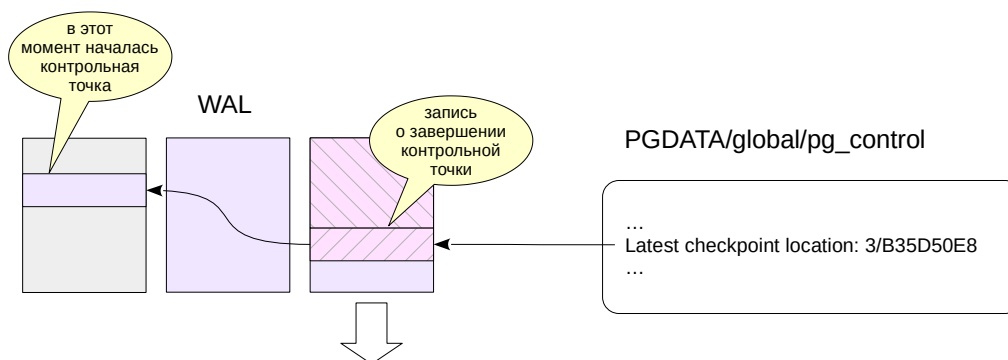 в этот
момент началась
контрольная
точка
WAL
запись
о завершении
контрольной
точки
PGDATA/global/pg_control
…
Latest checkpoint location: 3/B35D50E8
…